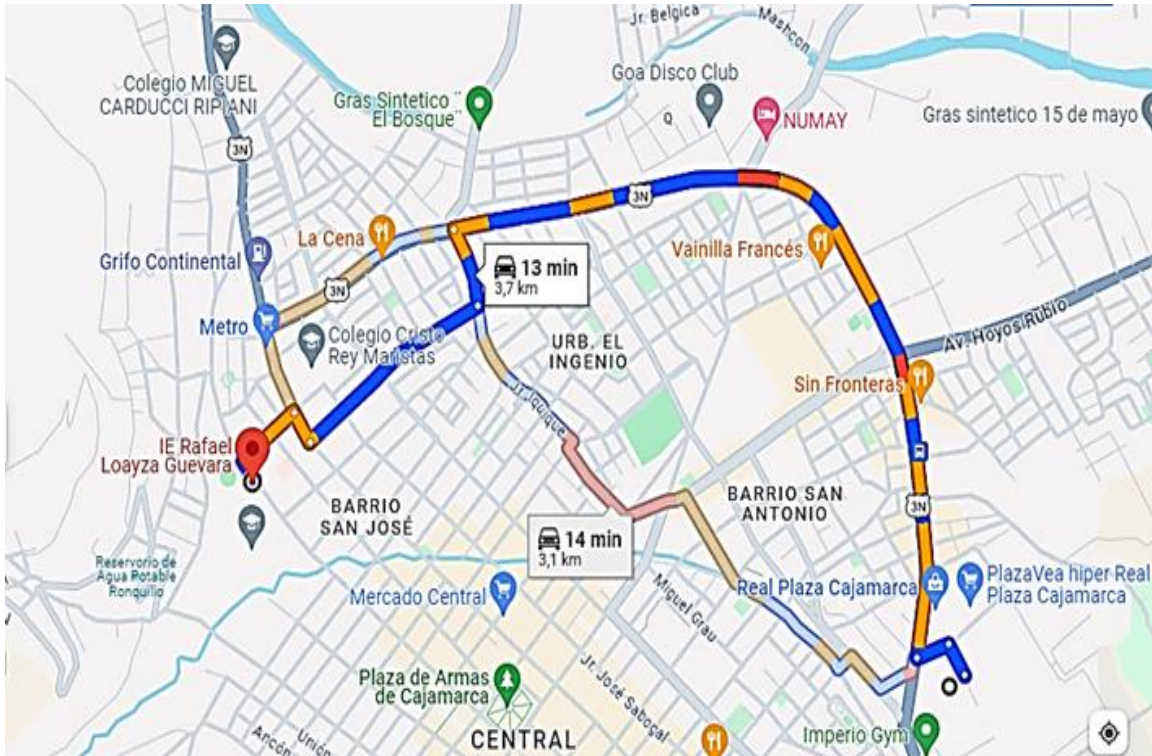 Jr. Belgica
Mashcon
Colegio MIGUEL
CARDUCCI RIPIANI
Goa Disco Club
Gras Sintetico ¨
El Bosque
Q
NUMAY
Gras sintetico 15 de mayo
3N
3N
La Cena
Vainilla Francés
Grifo Continental
13 min
3,7 km
3N
Metro
Colegio Cristo
Rey Maristas
URB. EL
INGENIO
Av. Hoyos Rubio
Sin Fronteras
Jr. Iquique
IE Rafael
Loayza Guevara
BARRIO
SAN JOSÉ
BARRIO SAN
ANTONIO
3N
14 min
3,1 km
Reservorio de
Agua Potable
Ronquillo
Mercado Central
Real Plaza Cajamarca
PlazaVea hiper Real
Plaza Cajamarca
Miguel Grau
Jr. José Sabogal
Plaza de Armas
de Cajamarca
CENTRAL
Unión
Ancón
Imperio Gym